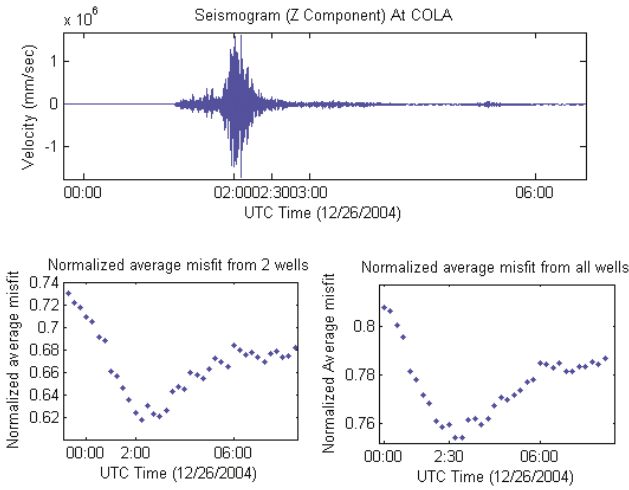 Seismogram (Z Component) At COLA
x 10^6
1
0
-1
Velocity (mm/sec)
00:00 02:0002:3003:00 06:00
UTC Time (12/26/2004)
Normalized average misfit from 2 wells
0.74
0.72
0.7
0.68
0.66
0.64
0.62
Normalized average misfit
00:00 2:00 06:00
UTC Time (12/26/2004)
Normalized average misfit from all wells
0.8
0.78
0.76
Normalized Average misfit
00:00 2:30 06:00
UTC Time (12/26/2004)